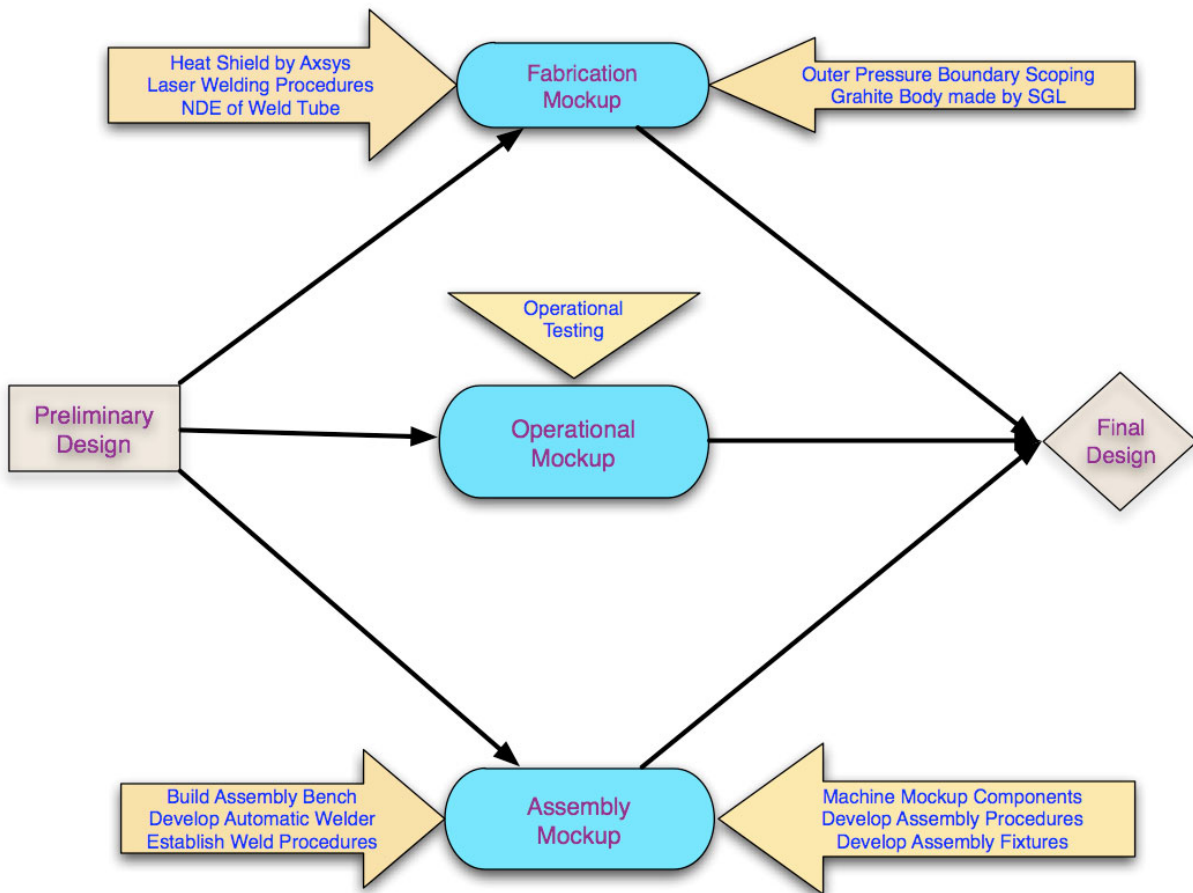 Heat Shield by Axsys
Laser Welding Procedures
NDE of Weld Tube
Fabrication
Mockup
Outer Pressure Boundary Scoping
Grahite Body made by SGL
Operational
Testing
Preliminary
Design
Operational
Mockup
Final
Design
Build Assembly Bench
Develop Automatic Welder
Establish Weld Procedures
Assembly
Mockup
Machine Mockup Components
Develop Assembly Procedures
Develop Assembly Fixtures